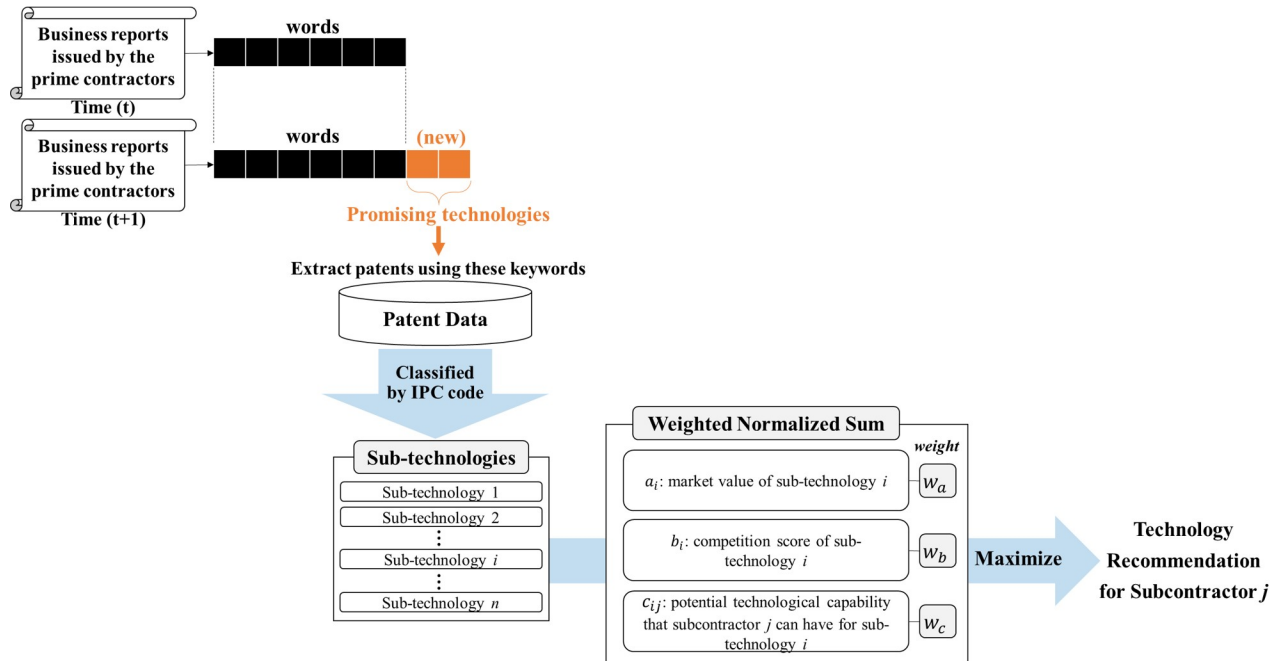 Business reports
issued by the
prime contractors
Time (t)
words
Business reports
issued by the
prime contractors
Time (t+1)
words
(new)
Promising technologies
Extract patents using these keywords
Patent Data
Classified
by IPC code
Sub-technologies
Sub-technology 1
Sub-technology 2
Sub-technology i
Sub-technology n
Weighted Normalized Sum
weight
a_i: market value of sub-technology i
w_a
b_i: competition score of sub-
technology i
w_b
c_ij: potential technological capability
that subcontractor j can have for sub-
technology i
w_c
Maximize
Technology
Recommendation
for Subcontractor j